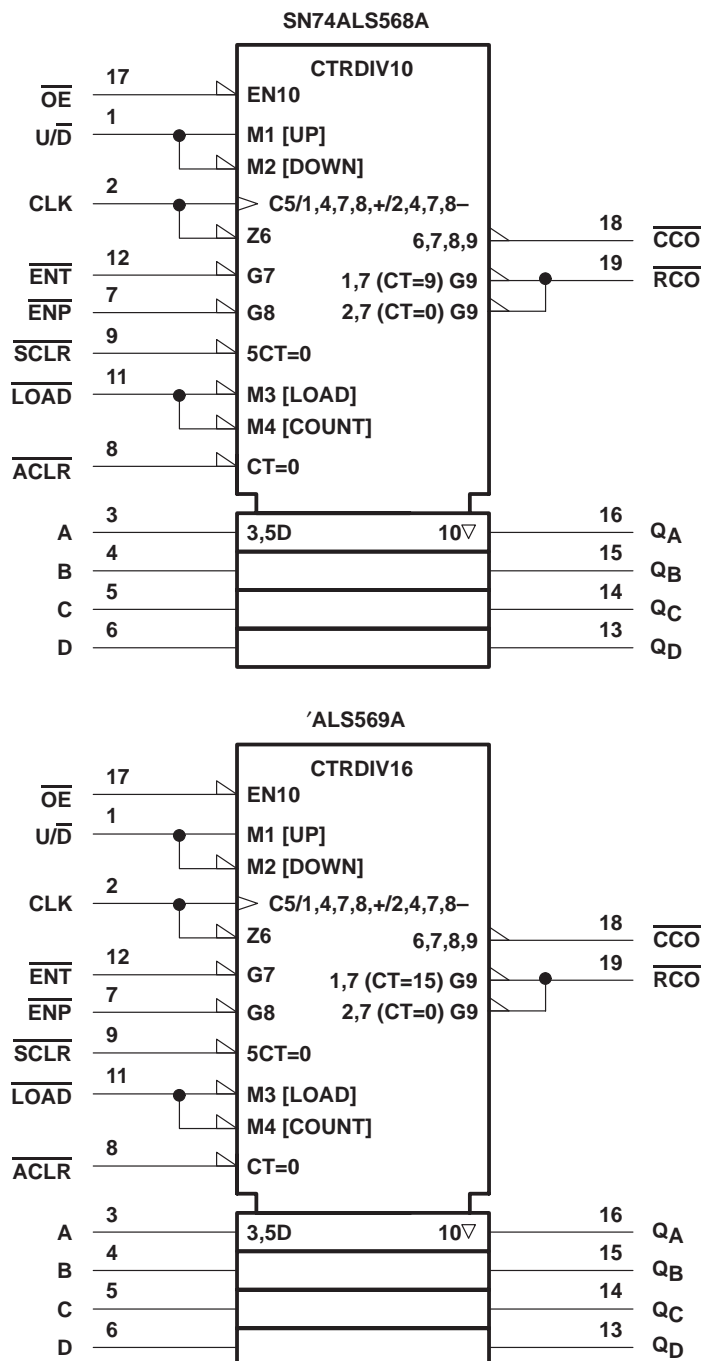 SN74ALS568A
CTRDIV10
OE 17 EN10
U/D 1 M1 [UP]
M2 [DOWN]
CLK 2 C5/1,4,7,8,+/2,4,7,8–
Z6 6,7,8,9 18 CCO
ENT 12 G7 1,7 (CT=9) G9 19 RCO
ENP 7 G8 2,7 (CT=0) G9
SCLR 9 5CT=0
LOAD 11 M3 [LOAD]
M4 [COUNT]
ACLR 8 CT=0
A 3 3,5D 10▽ 16 QA
B 4 15 QB
C 5 14 QC
D 6 13 QD
′ALS569A
CTRDIV16
OE 17 EN10
U/D 1 M1 [UP]
M2 [DOWN]
CLK 2 C5/1,4,7,8,+/2,4,7,8–
Z6 6,7,8,9 18 CCO
ENT 12 G7 1,7 (CT=15) G9 19 RCO
ENP 7 G8 2,7 (CT=0) G9
SCLR 9 5CT=0
LOAD 11 M3 [LOAD]
M4 [COUNT]
ACLR 8 CT=0
A 3 3,5D 10▽ 16 QA
B 4 15 QB
C 5 14 QC
D 6 13 QD